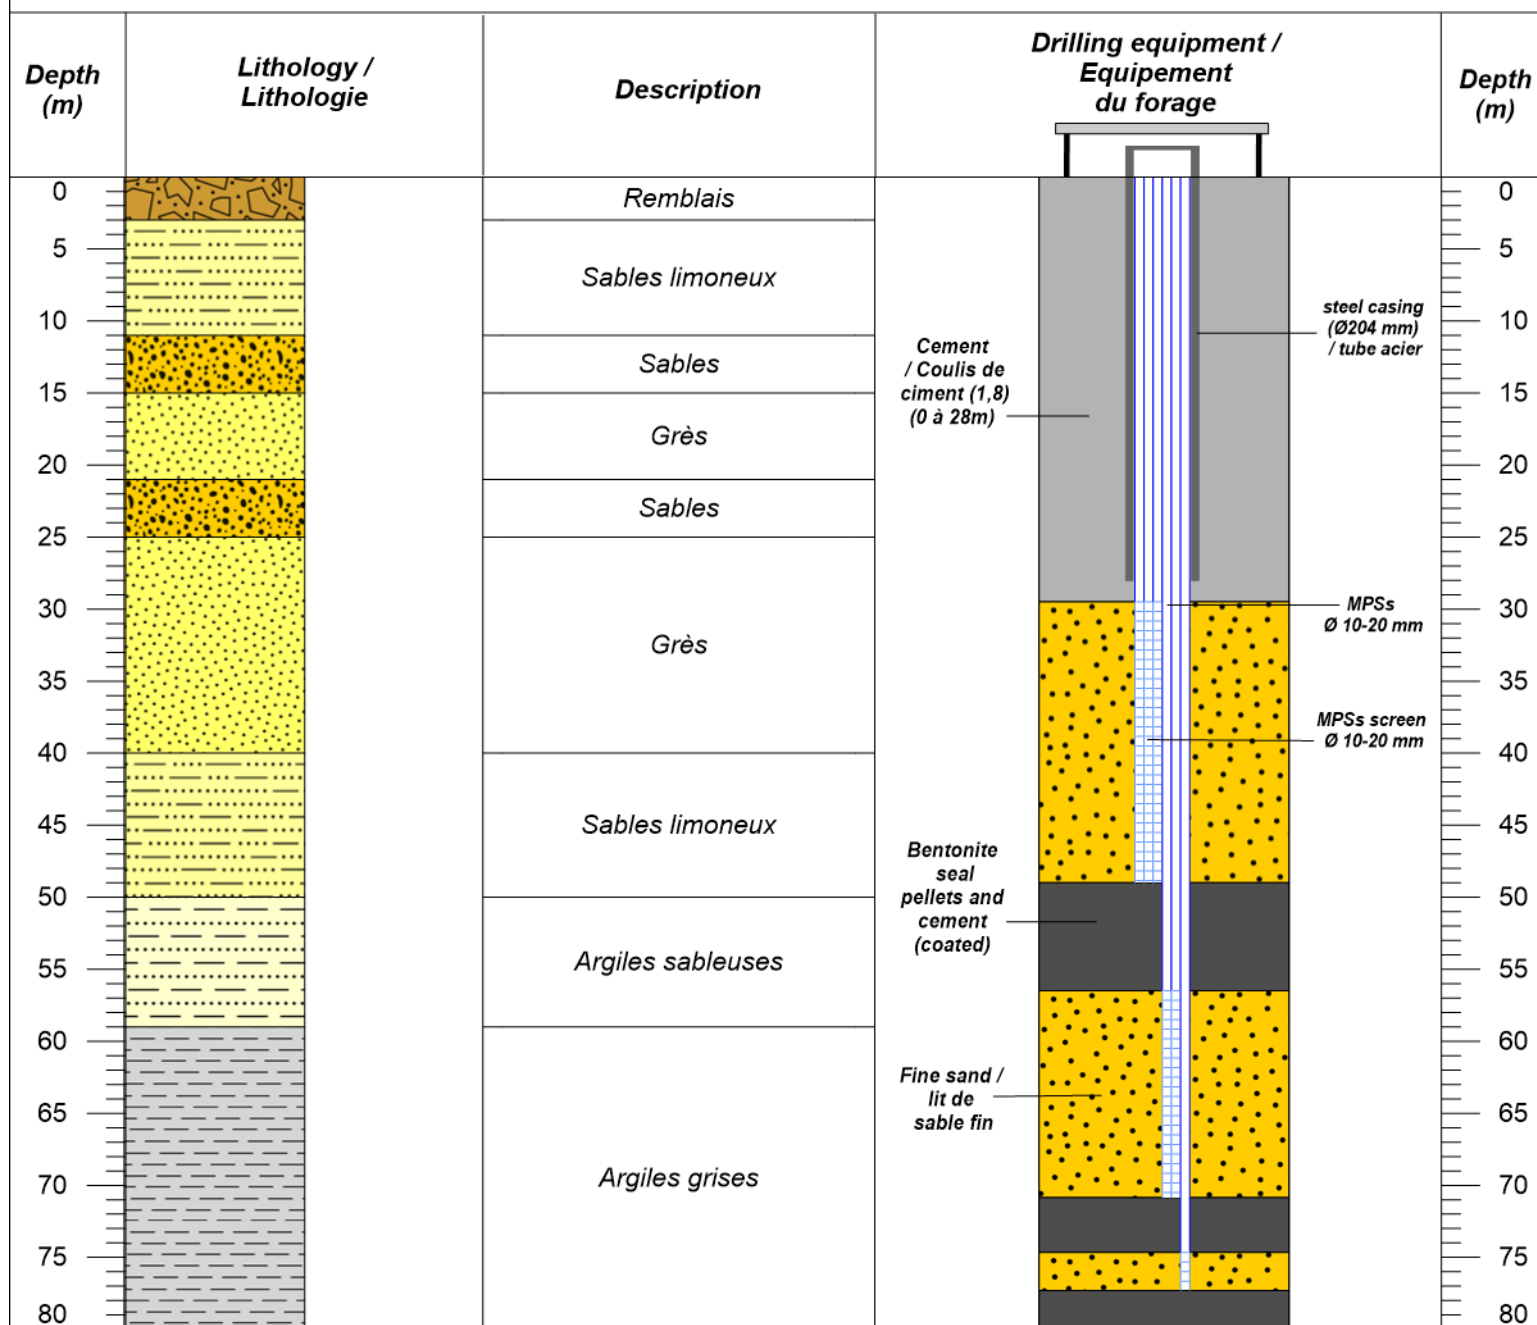 Depth
(m)
Lithology /
Lithologie
Description
Drilling equipment /
Equipement
du forage
Depth
(m)
0
5
10
15
20
25
30
35
40
45
50
55
60
65
70
75
80
Remblais
Sables limoneux
Sables
Grès
Sables
Grès
Sables limoneux
Argiles sableuses
Argiles grises
Cement
/ Coulis de
ciment (1,8)
(0 à 28m)
Bentonite
seal
pellets and
cement
(coated)
Fine sand /
lit de
sable fin
steel casing
(Ø204 mm)
/ tube acier
MPSs
Ø 10-20 mm
MPSs screen
Ø 10-20 mm
0
5
10
15
20
25
30
35
40
45
50
55
60
65
70
75
80